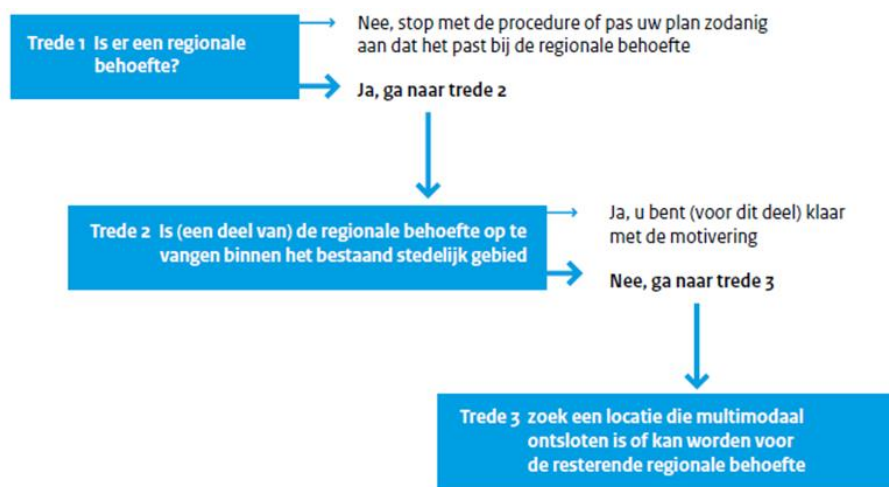 Trede 1 Is er een regionale
behoefte?
Nee, stop met de procedure of pas uw plan zodanig
aan dat het past bij de regionale behoefte
Ja, ga naar trede 2
Trede 2 Is (een deel van) de regionale behoefte op te
vangen binnen het bestaand stedelijk gebied
Ja, u bent (voor dit deel) klaar
met de motivering
Nee, ga naar trede 3
Trede 3 zoek een locatie die multimodaal
ontsloten is of kan worden voor
de resterende regionale behoefte